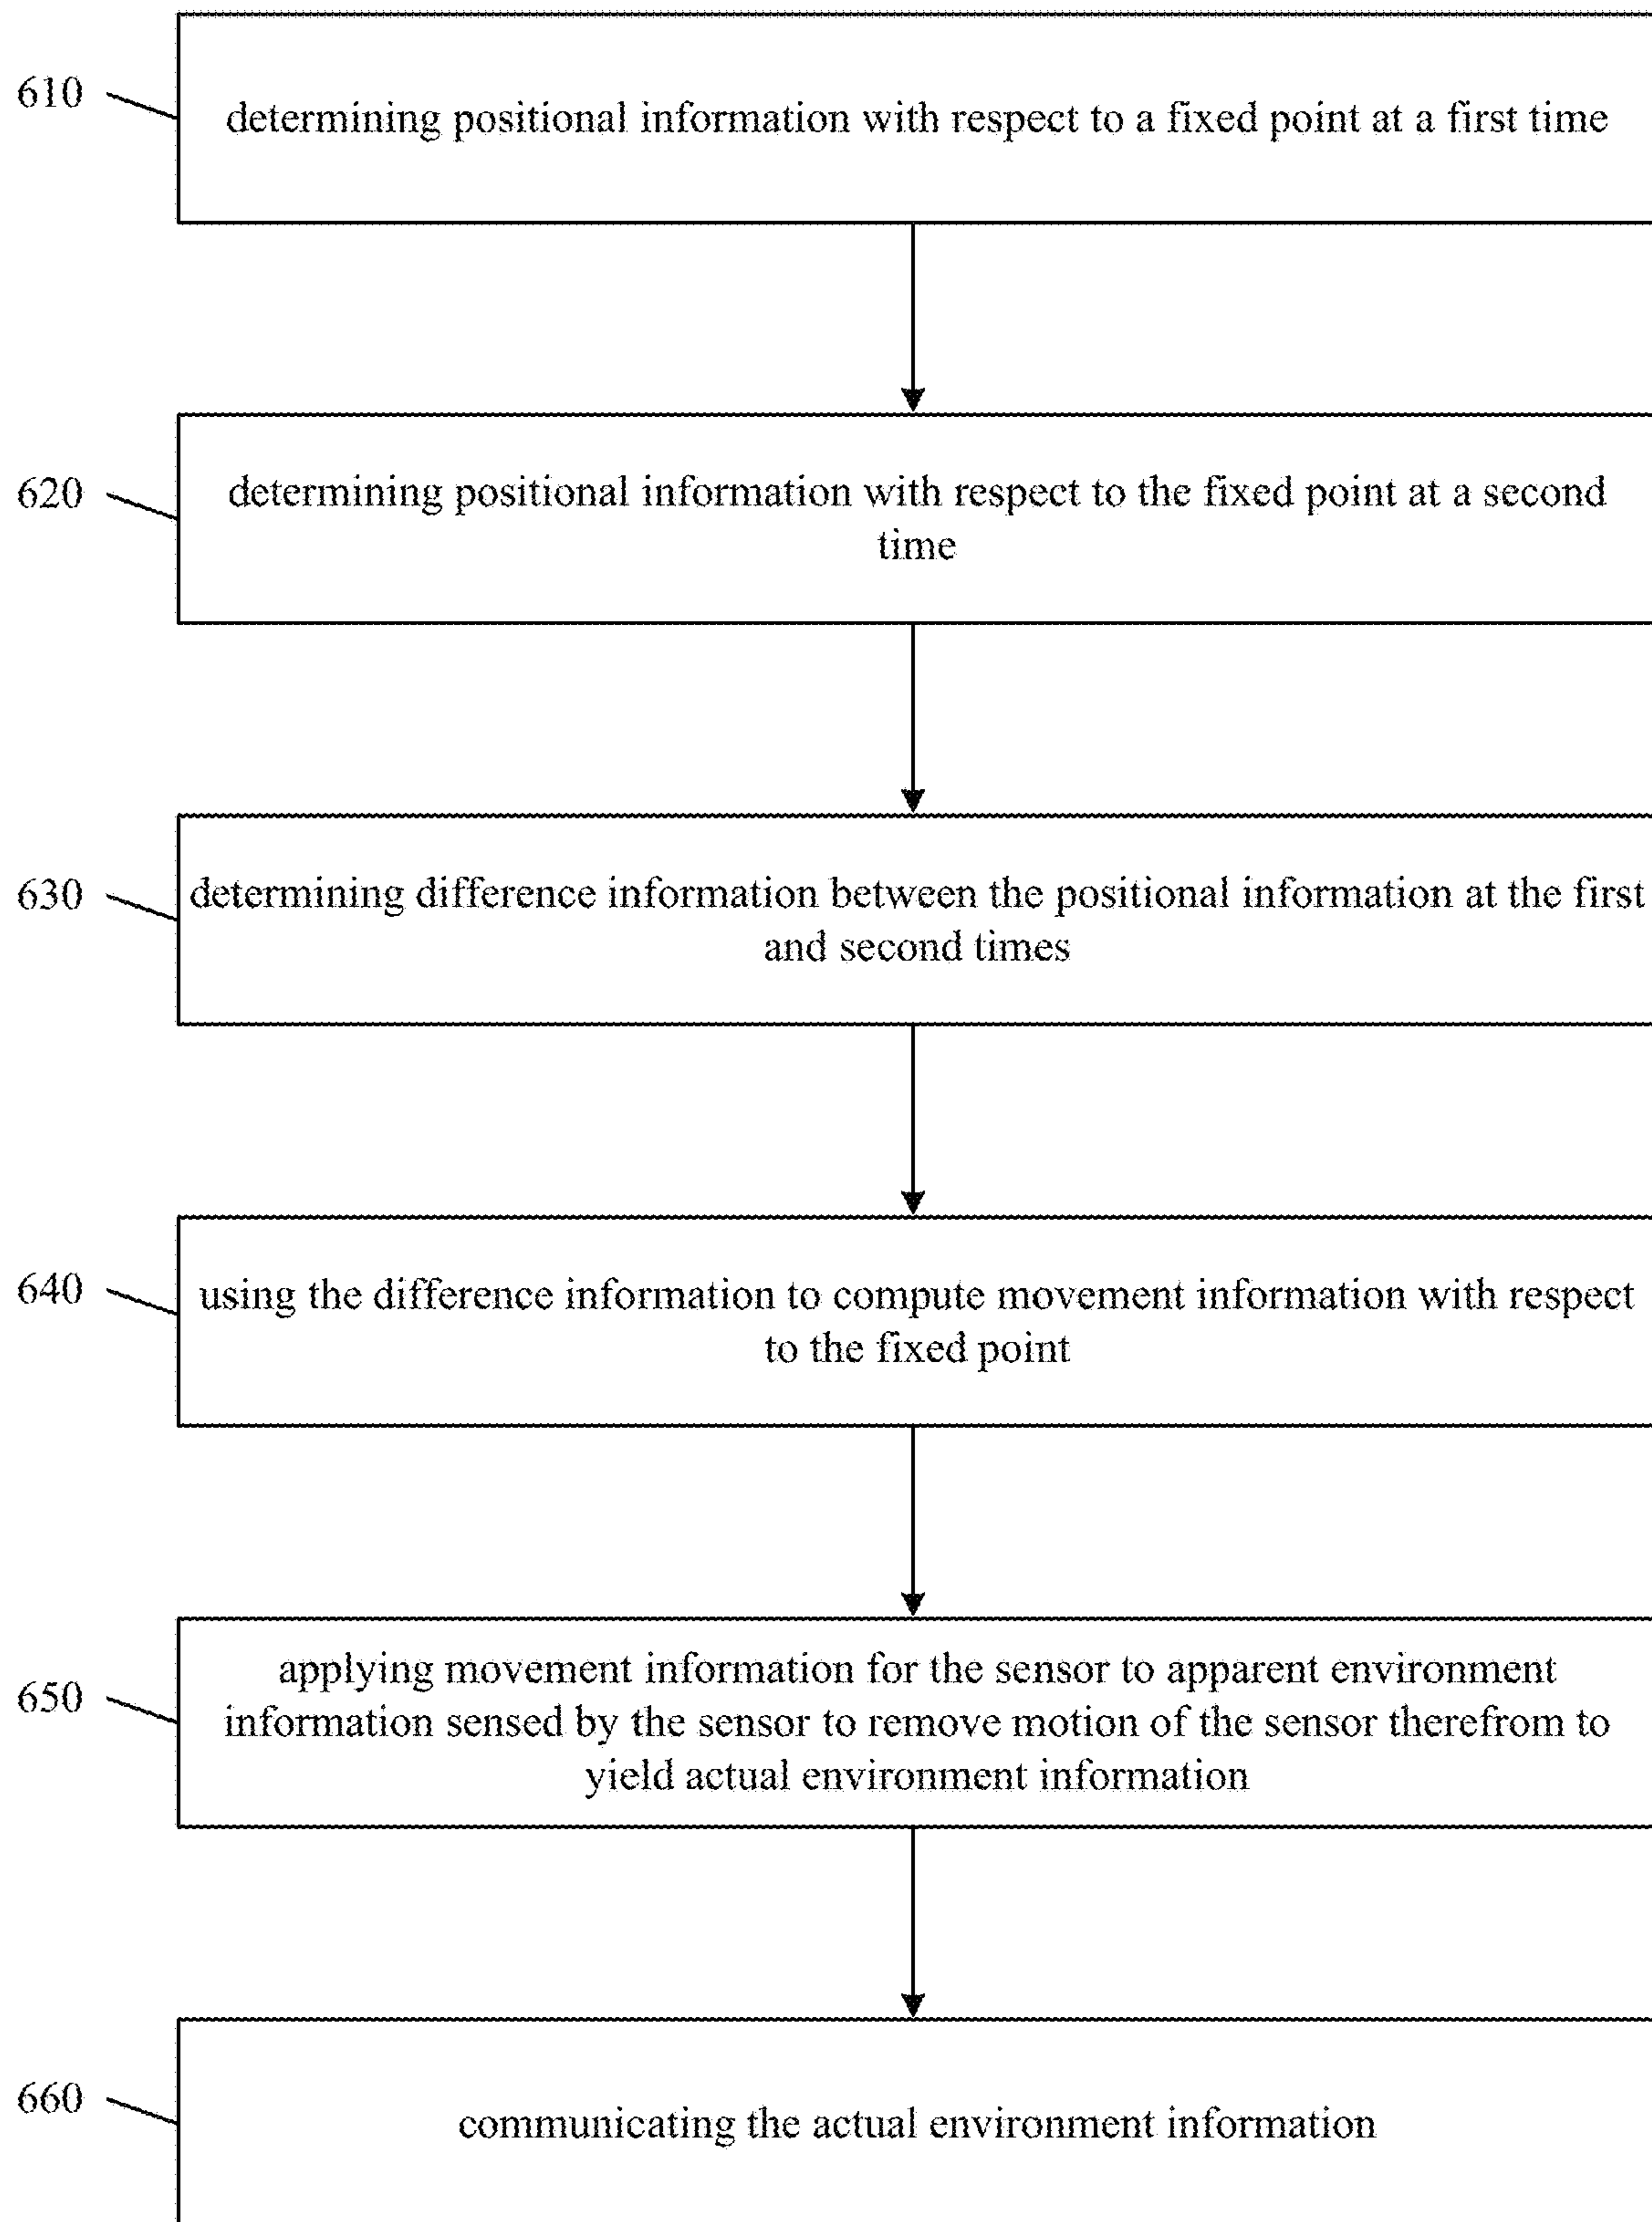 610
determining positional information with respect to a fixed point at a first time
620
determining positional information with respect to the fixed point at a second
time
630
determining difference information between the positional information at the first
and second times
640
using the difference information to compute movement information with respect
to the fixed point
650
applying movement information for the sensor to apparent environment
information sensed by the sensor to remove motion of the sensor therefrom to
yield actual environment information
660
communicating the actual environment information